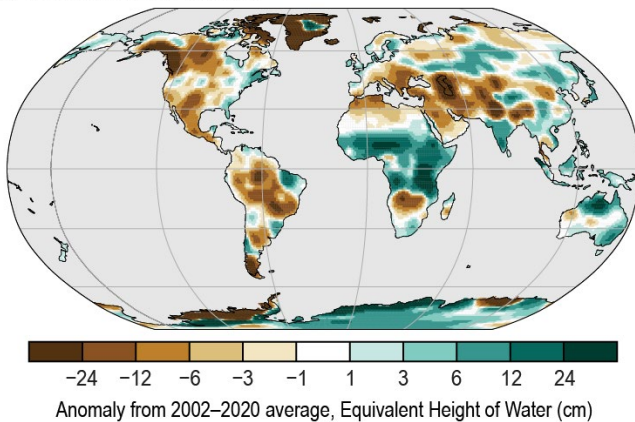 −24 −12 −6 −3 −1 1 3 6 12 24
Anomaly from 2002–2020 average, Equivalent Height of Water (cm)